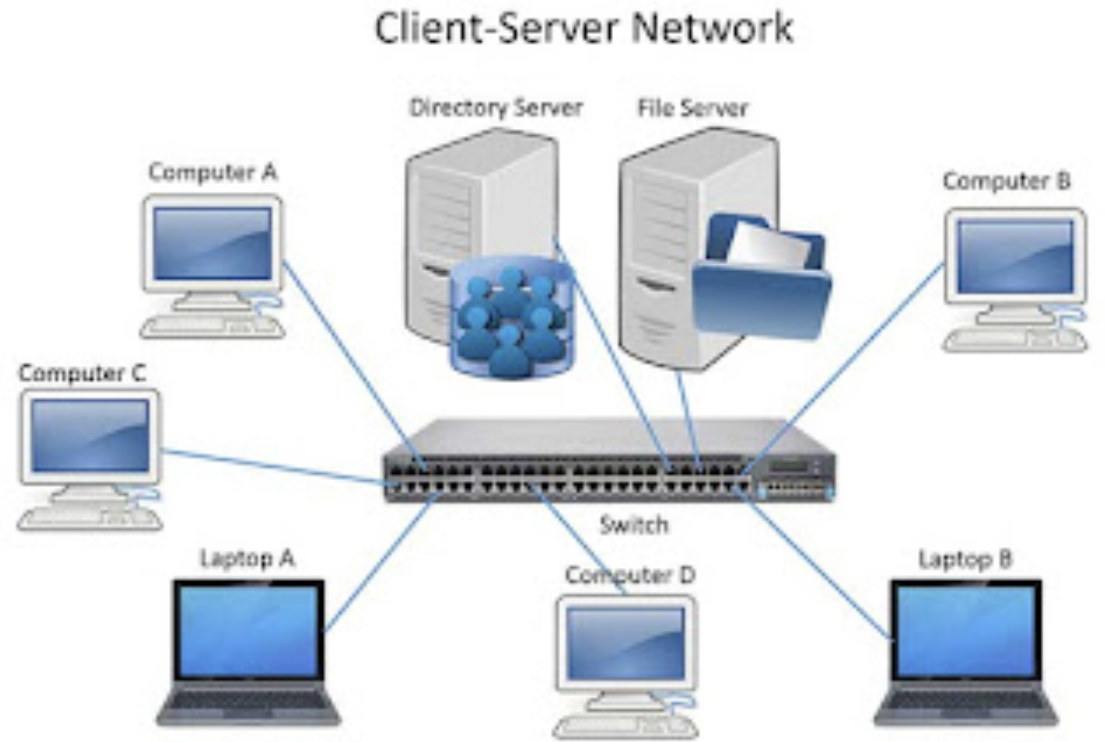 Client-Server Network
Directory Server
File Server
Computer A
Computer B
Computer C
Switch
Laptop A
Computer D
Laptop B